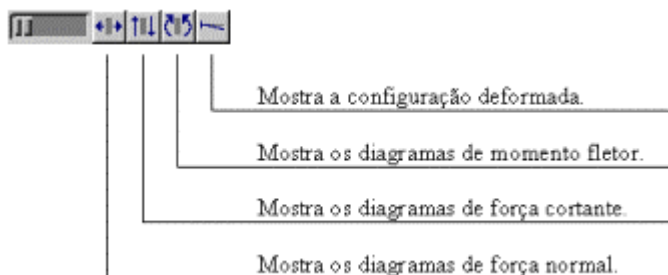 Mostra a configuração deformada.
Mostra os diagramas de momento fletor.
Mostra os diagramas de força cortante.
Mostra os diagramas de força normal.